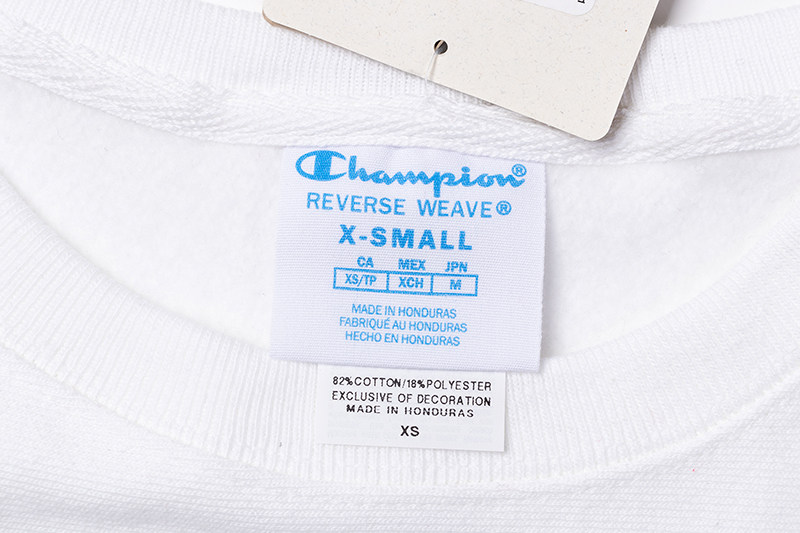 Champion®
REVERSE WEAVE®
X-SMALL
CA MEX JPN
XS/TP XCH M
MADE IN HONDURAS
FABRIQUÉ AU HONDURAS
HECHO EN HONDURAS
82%COTTON/18%POLYESTER
EXCLUSIVE OF DECORATION
MADE IN HONDURAS
XS